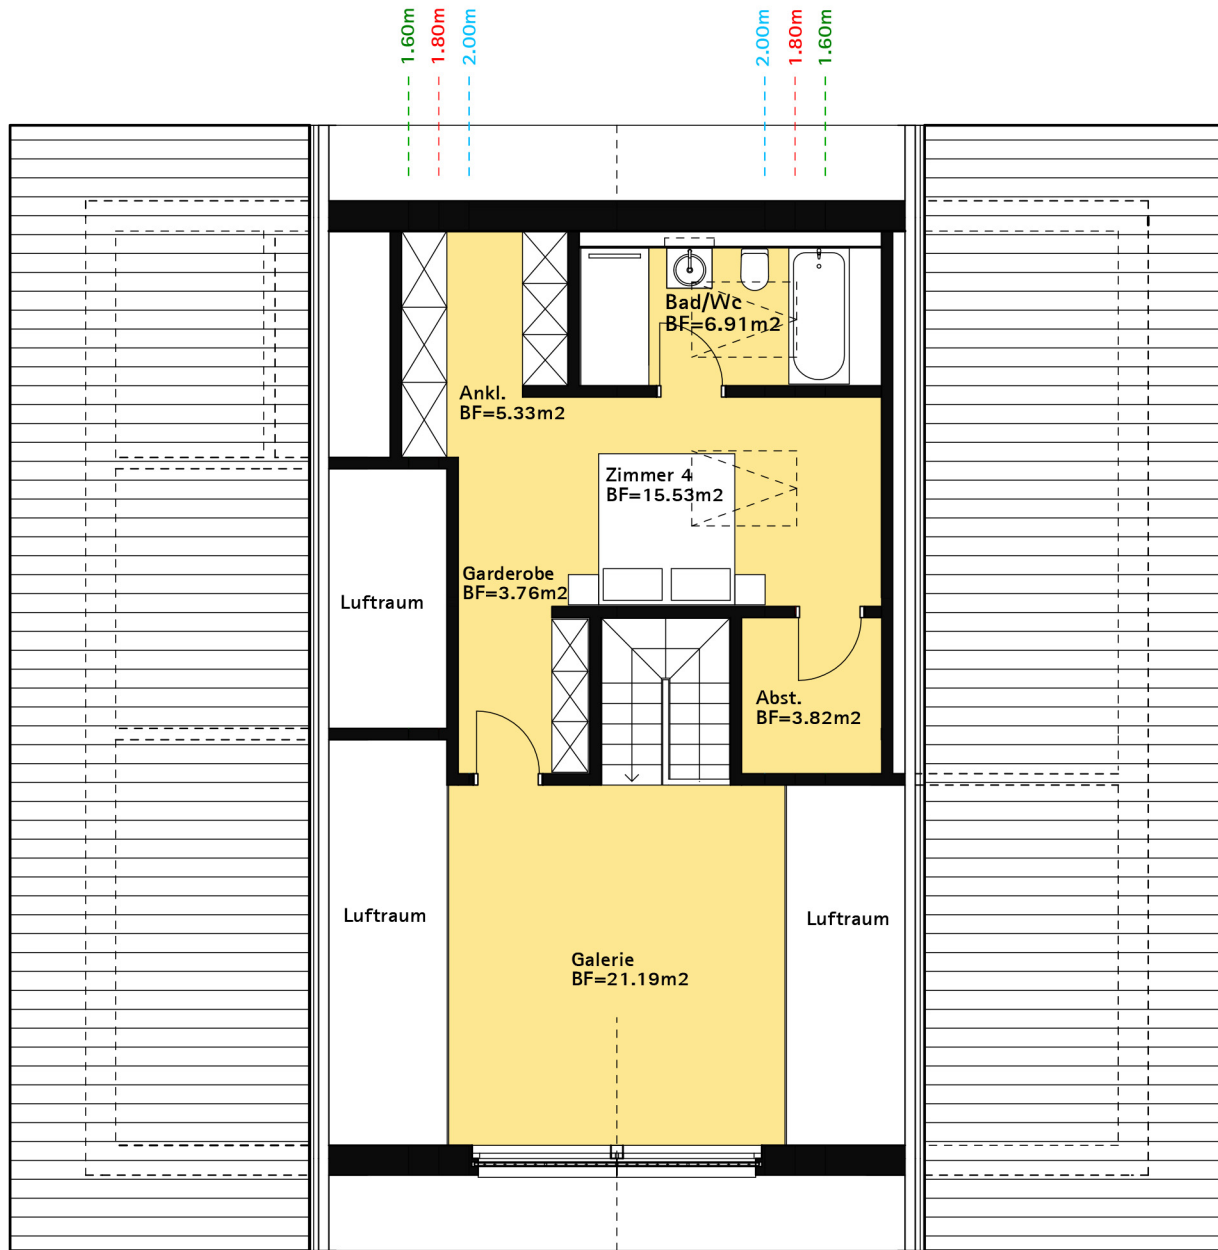 1.60m
1.80m
2.00m
2.00m
1.80m
1.60m
Bad/Wc
BF=6.91m2
Ankl.
BF=5.33m2
Zimmer 4
BF=15.53m2
Garderobe
BF=3.76m2
Luftraum
Abst.
BF=3.82m2
Luftraum
Luftraum
Galerie
BF=21.19m2